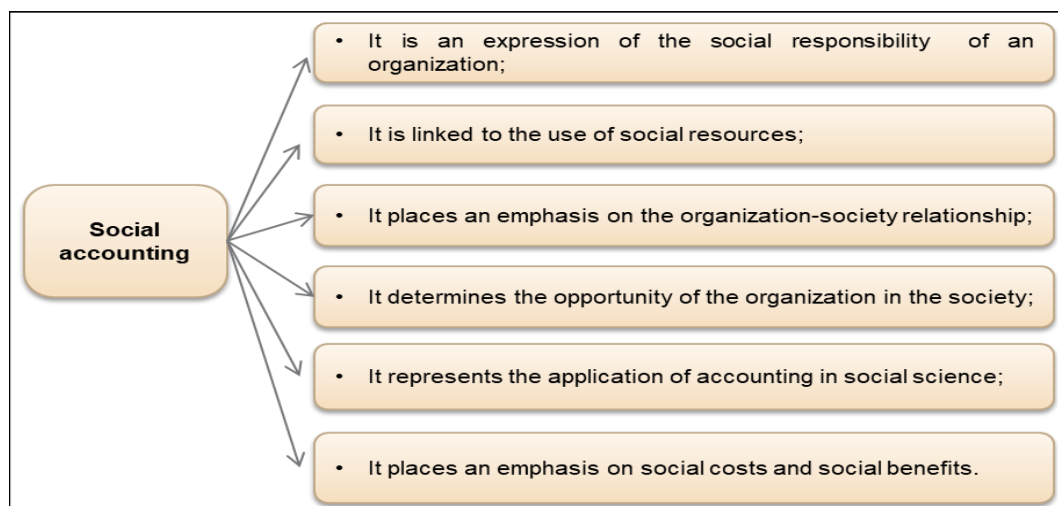 Social
accounting
• It is an expression of the social responsibility of an
organization;
• It is linked to the use of social resources;
• It places an emphasis on the organization-society relationship;
• It determines the opportunity of the organization in the society;
• It represents the application of accounting in social science;
• It places an emphasis on social costs and social benefits.